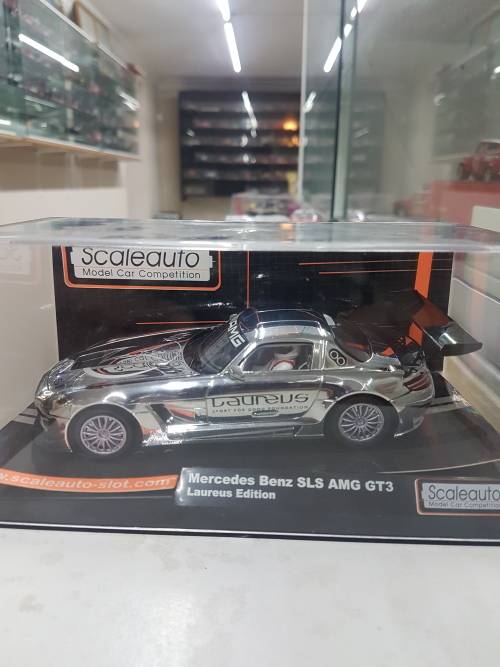 Scaleauto
Model Car Competition
AMG
Laureus
SPORT FOR GOOD FOUNDATION
www.scaleauto-slot.com
Mercedes Benz SLS AMG GT3
Laureus Edition
Scaleauto
Model Car Competition